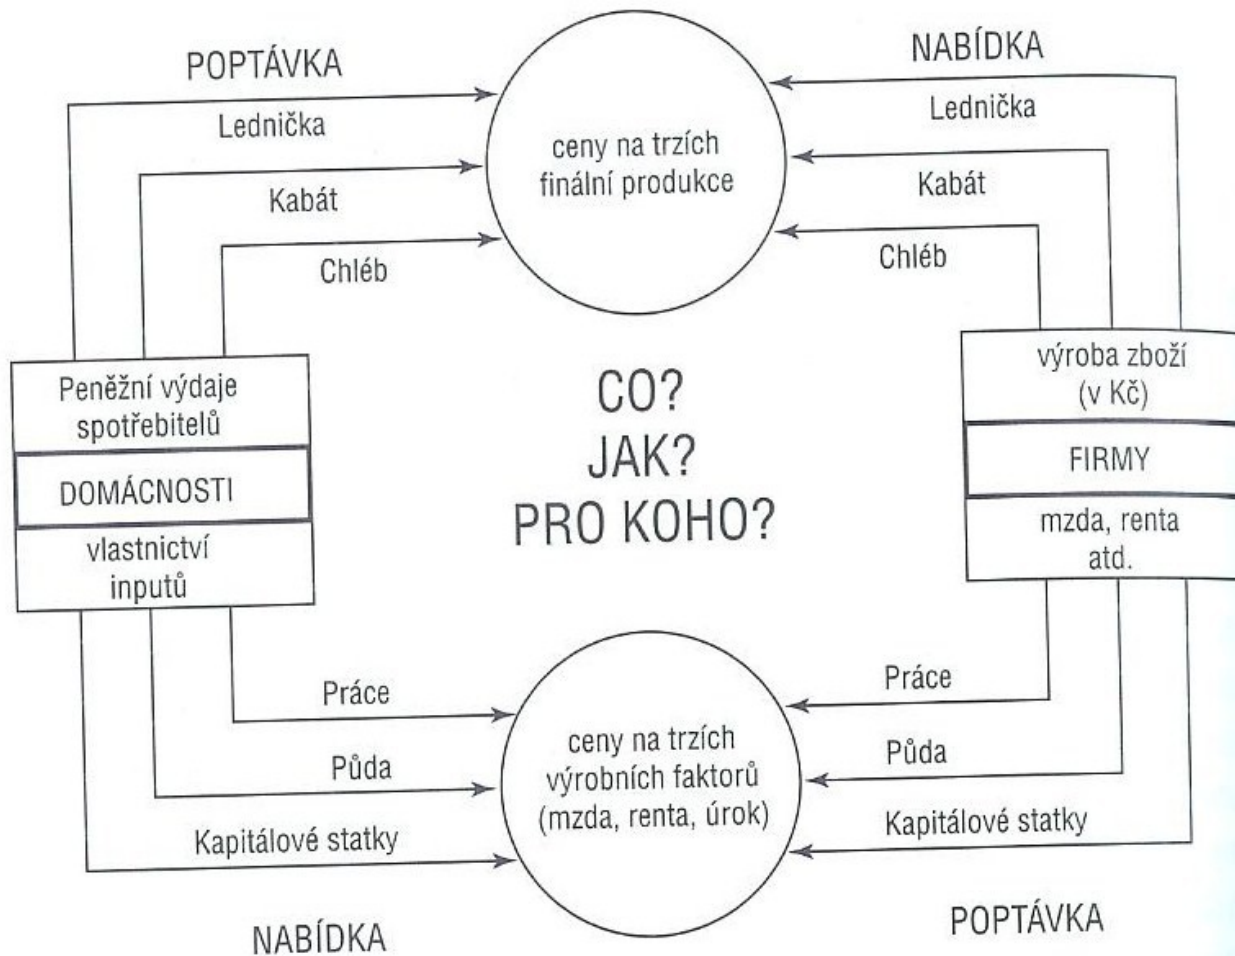 POPTÁVKA
NABÍDKA
Lednička
Kabát
Chléb
ceny na trzích
finální produkce
Lednička
Kabát
Chléb
Peněžní výdaje
spotřebitelů
DOMÁCNOSTI
vlastnictví
inputů
CO?
JAK?
PRO KOHO?
výroba zboží
(v Kč)
FIRMY
mzda, renta
atd.
Práce
Půda
Kapitálové statky
ceny na trzích
výrobních faktorů
(mzda, renta, úrok)
Práce
Půda
Kapitálové statky
NABÍDKA
POPTÁVKA